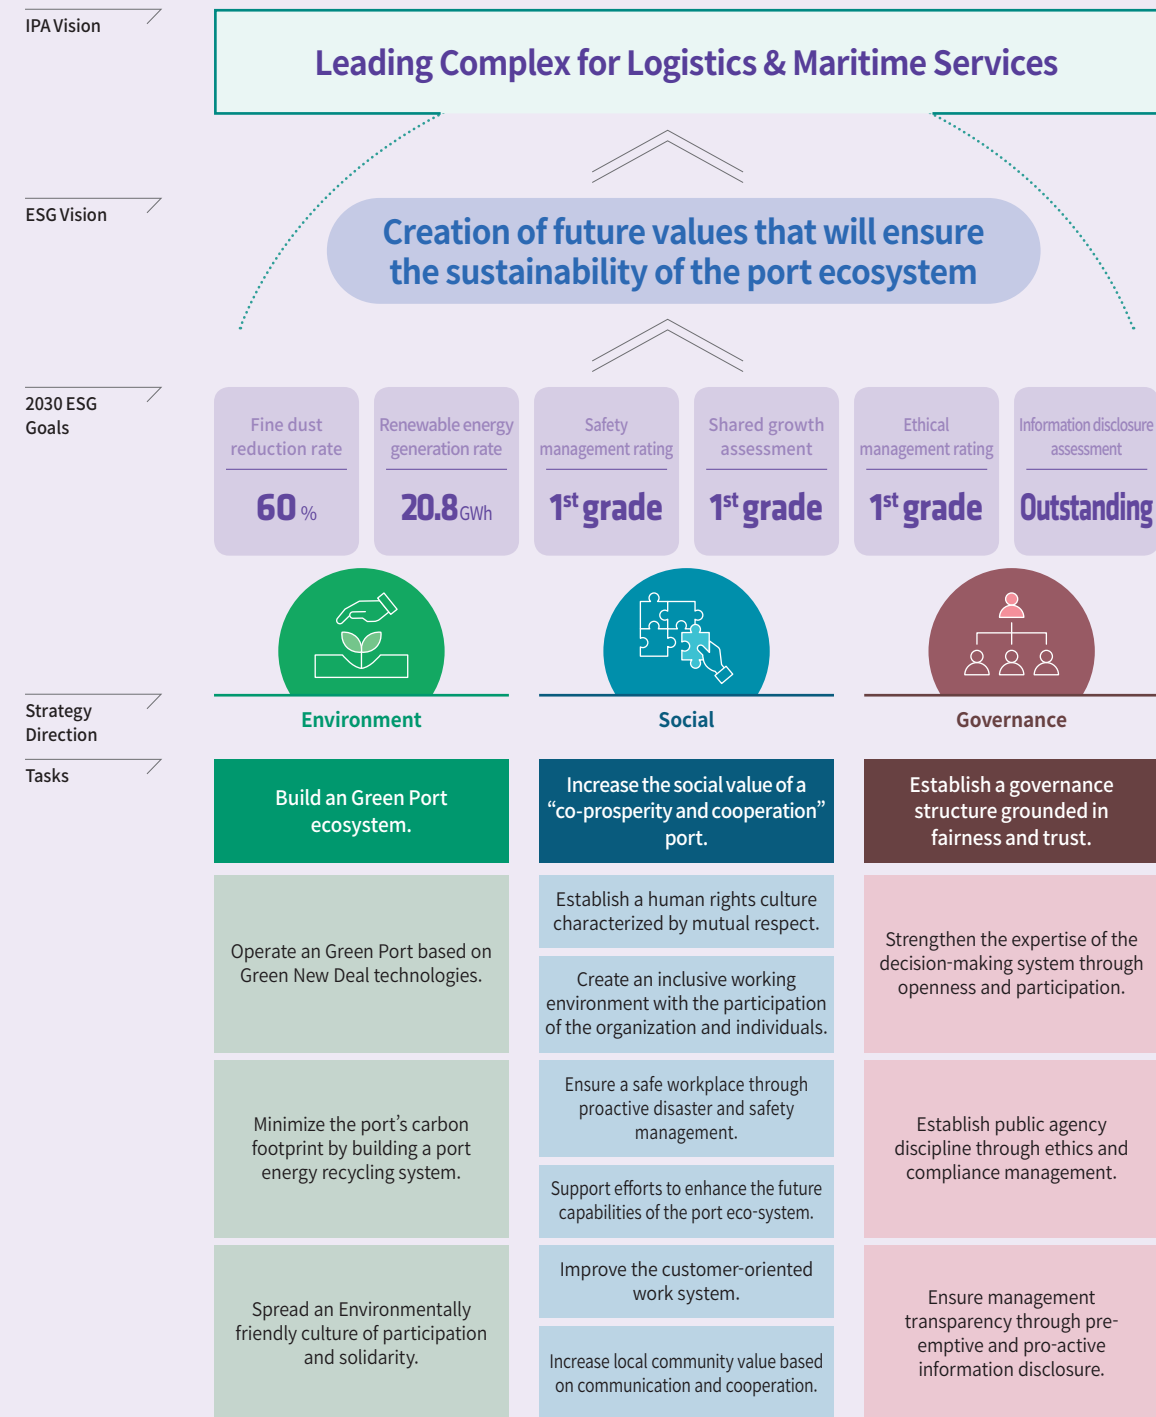 IPA Vision
Leading Complex for Logistics & Maritime Services
ESG Vision
Creation of future values that will ensure
the sustainability of the port ecosystem
2030 ESG
Goals
Fine dust
reduction rate
60 %
Renewable energy
generation rate
20.8 GWh
Safety
management rating
1st grade
Shared growth
assessment
1st grade
Ethical
management rating
1st grade
Information disclosure
assessment
Outstanding
Strategy
Direction
Environment
Social
Governance
Tasks
Build an Green Port
ecosystem.
Operate an Green Port based on
Green New Deal technologies.
Minimize the port’s carbon
footprint by building a port
energy recycling system.
Spread an Environmentally
friendly culture of participation
and solidarity.
Increase the social value of a
“co-prosperity and cooperation”
port.
Establish a human rights culture
characterized by mutual respect.
Create an inclusive working
environment with the participation
of the organization and individuals.
Ensure a safe workplace through
proactive disaster and safety
management.
Support efforts to enhance the future
capabilities of the port eco-system.
Improve the customer-oriented
work system.
Increase local community value based
on communication and cooperation.
Establish a governance
structure grounded in
fairness and trust.
Strengthen the expertise of the
decision-making system through
openness and participation.
Establish public agency
discipline through ethics and
compliance management.
Ensure management
transparency through pre-
emptive and pro-active
information disclosure.